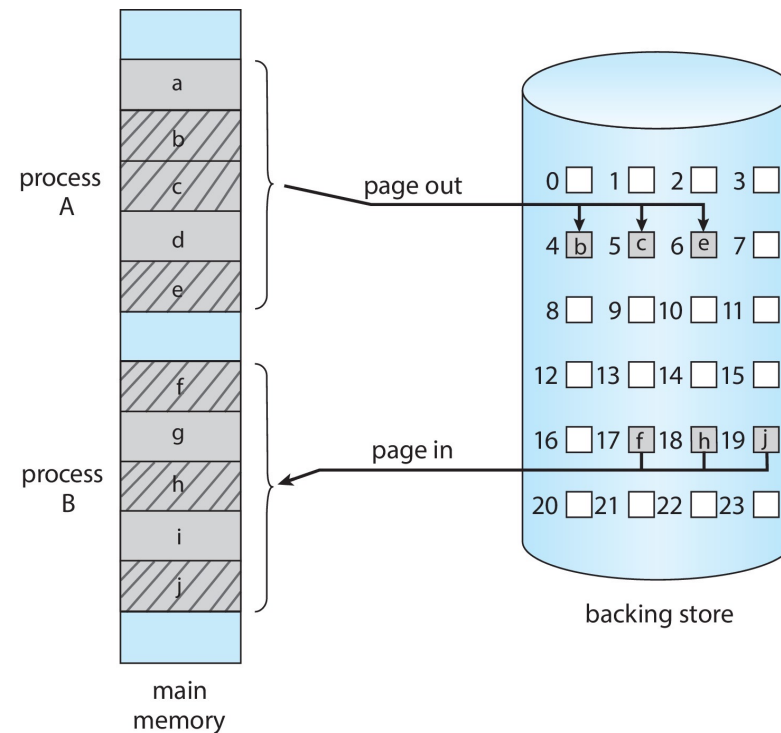 a
b
process
A
c
d
e
page out
0 1 2 3
4 b 5 c 6 e 7
8 9 10 11
12 13 14 15
16 17 f 18 h 19 j
20 21 22 23
f
g
process
B
h
i
j
page in
backing store
main
memory